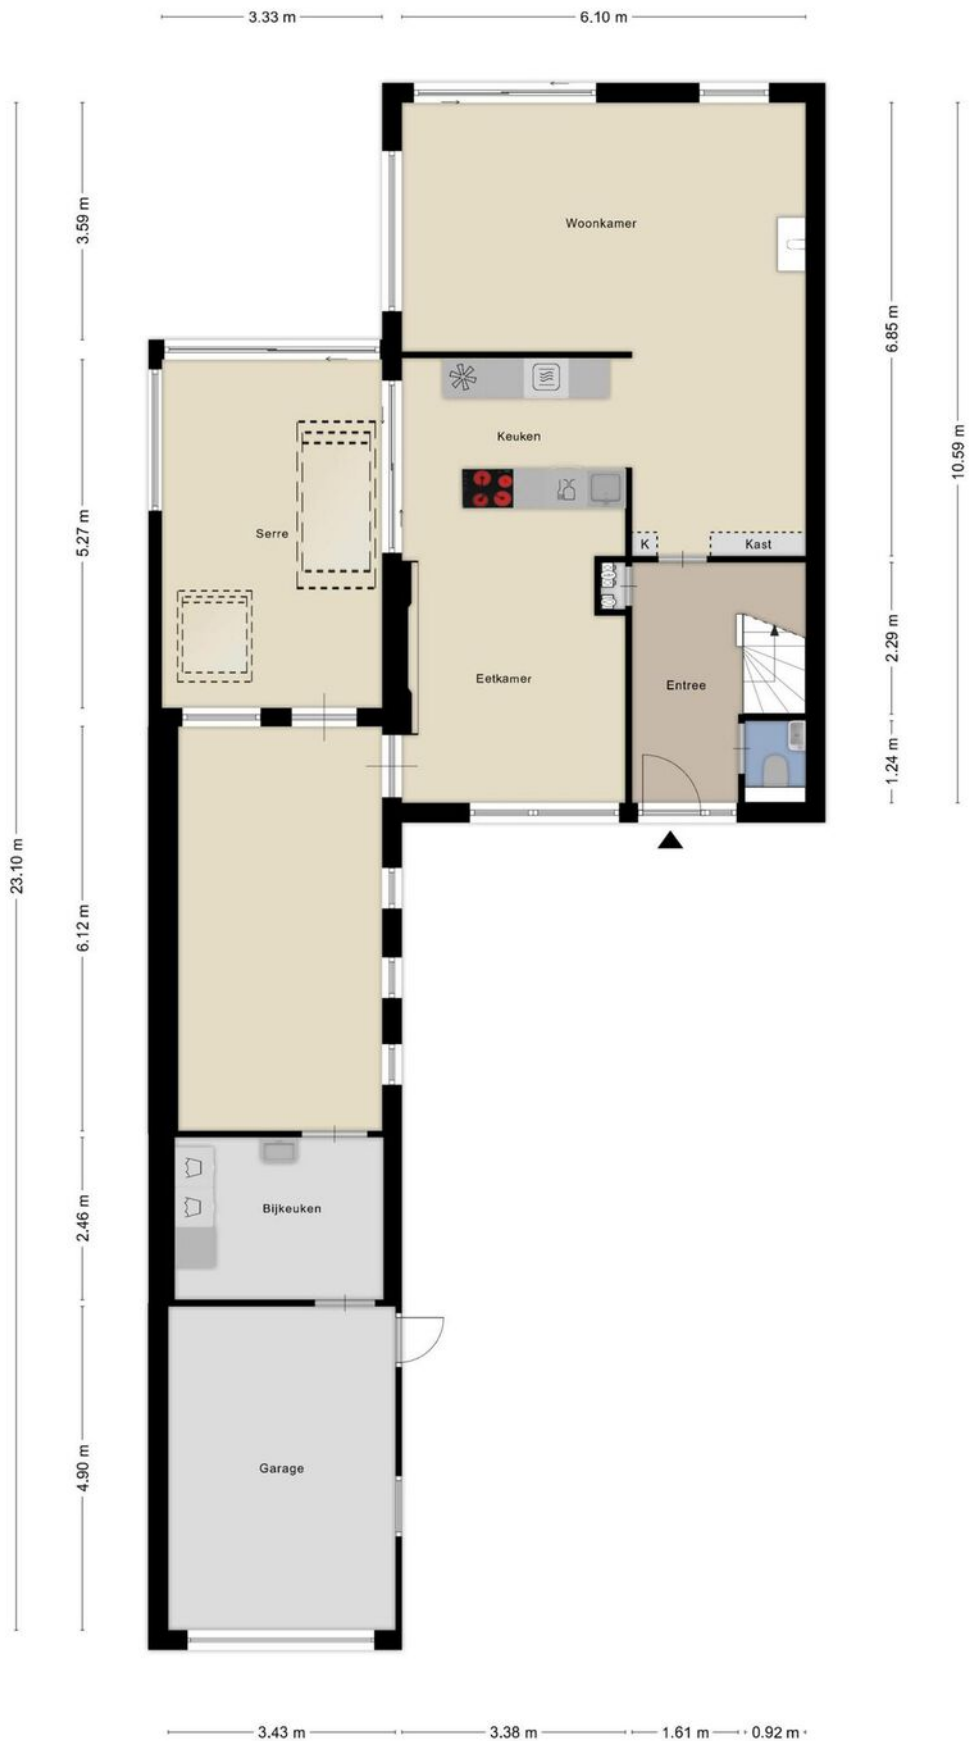 3.33 m
6.10 m
3.59 m
Woonkamer
6.85 m
10.59 m
Keuken
5.27 m
Serre
K
Kast
2.29 m
Eetkamer
Entree
1.24 m
23.10 m
6.12 m
2.46 m
Bijkeuken
4.90 m
Garage
3.43 m
3.38 m
1.61 m
0.92 m